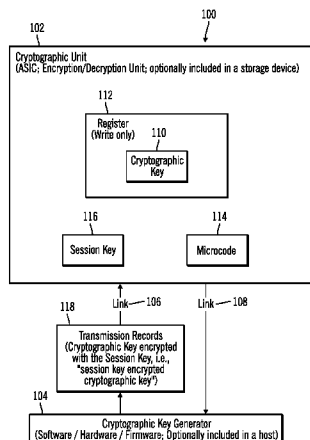 100
102
Cryptographic Unit
(ASIC; Encryption/Decryption Unit; optionally included in a storage device)
112
Register
(Write only)
110
Cryptographic
Key
116
Session Key
114
Microcode
Link
106
Link
108
118
Transmission Records
(Cryptographic Key encrypted
with the Session Key, i.e.,
"session key encrypted
cryptographic key")
104
Cryptographic Key Generator
(Software / Hardware / Firmware; Optionally included in a host)